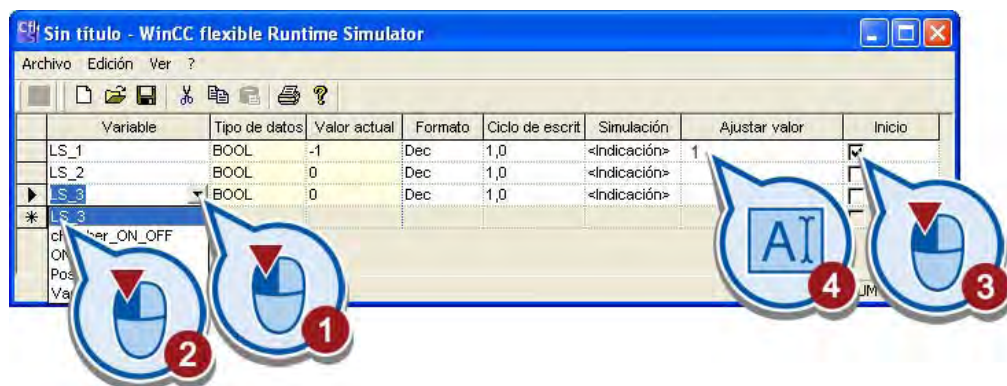 Sin título - WinCC flexible Runtime Simulator
Archivo Edición Ver ?
Variable Tipo de datos Valor actual Formato Ciclo de escrit Simulación Ajustar valor Inicio
LS_1 BOOL -1 Dec 1,0 <Indicación> 1
LS_2 BOOL 0 Dec 1,0 <Indicación>
LS_3 BOOL 0 Dec 1,0 <Indicación>
LS_3
ON_OFF
A
4
3
1
2